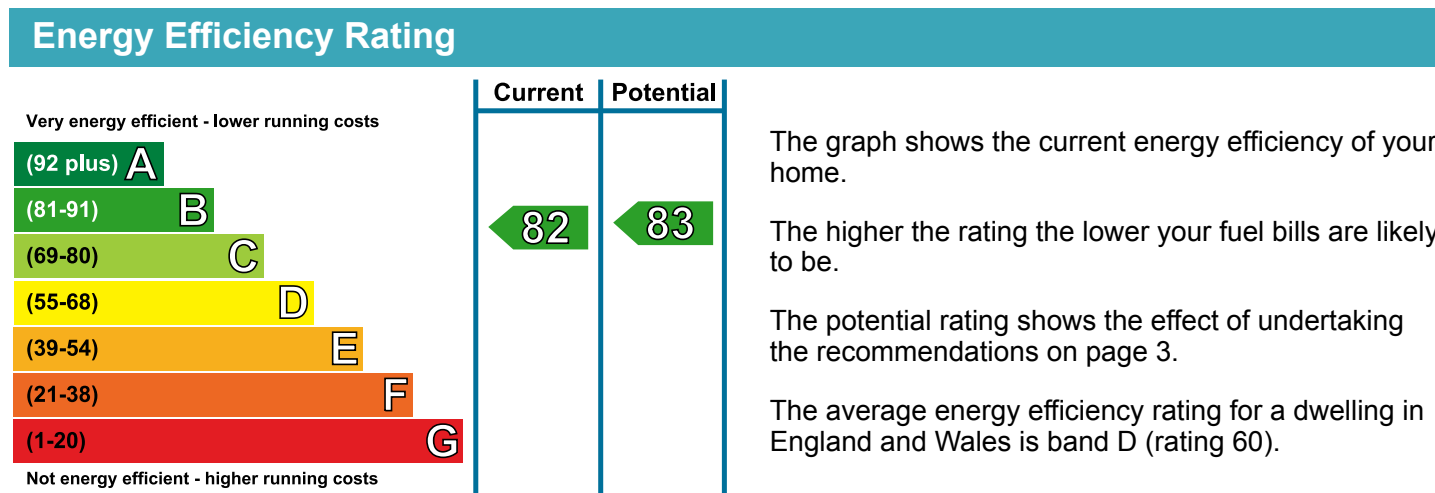 Energy Efficiency Rating
Current Potential
Very energy efficient - lower running costs
(92 plus) A
(81-91) B
82 83
(69-80) C
(55-68) D
(39-54) E
(21-38) F
(1-20) G
Not energy efficient - higher running costs
The graph shows the current energy efficiency of your
home.
The higher the rating the lower your fuel bills are likely
to be.
The potential rating shows the effect of undertaking
the recommendations on page 3.
The average energy efficiency rating for a dwelling in
England and Wales is band D (rating 60).